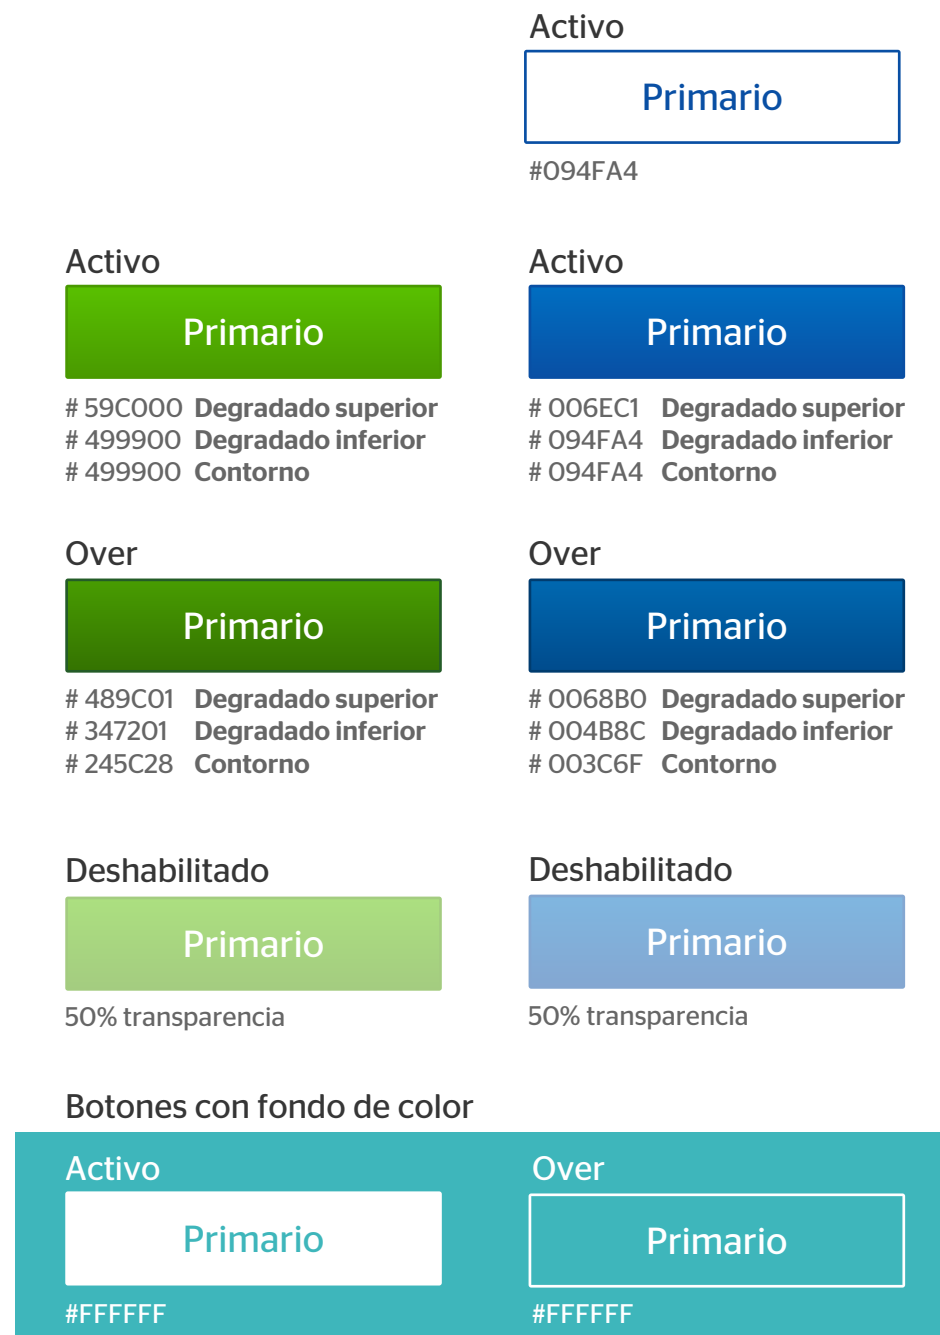 Activo
Primario
#094FA4
Activo
Primario
# 59C000 Degradado superior
# 499900 Degradado inferior
# 499900 Contorno
Activo
Primario
# 006EC1 Degradado superior
# 094FA4 Degradado inferior
# 094FA4 Contorno
Over
Primario
# 489C01 Degradado superior
# 347201 Degradado inferior
# 245C28 Contorno
Over
Primario
# 0068B0 Degradado superior
# 004B8C Degradado inferior
# 003C6F Contorno
Deshabilitado
Primario
50% transparencia
Deshabilitado
Primario
50% transparencia
Botones con fondo de color
Activo
Primario
#FFFFFF
Over
Primario
#FFFFFF